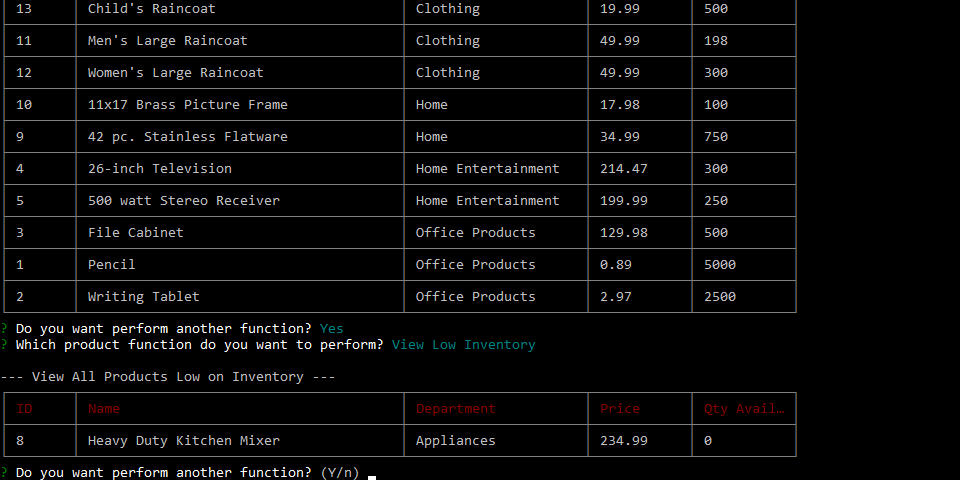 13 Child's Raincoat Clothing 19.99 500
11 Men's Large Raincoat Clothing 49.99 198
12 Women's Large Raincoat Clothing 49.99 300
10 11x17 Brass Picture Frame Home 17.98 100
9 42 pc. Stainless Flatware Home 34.99 750
4 26-inch Television Home Entertainment 214.47 300
5 500 watt Stereo Receiver Home Entertainment 199.99 250
3 File Cabinet Office Products 129.98 500
1 Pencil Office Products 0.89 5000
2 Writing Tablet Office Products 2.97 2500
? Do you want perform another function? Yes
? Which product function do you want to perform? View Low Inventory
--- View All Products Low on Inventory ---
ID Name Department Price Qty Avail…
8 Heavy Duty Kitchen Mixer Appliances 234.99 0
? Do you want perform another function? (Y/n)